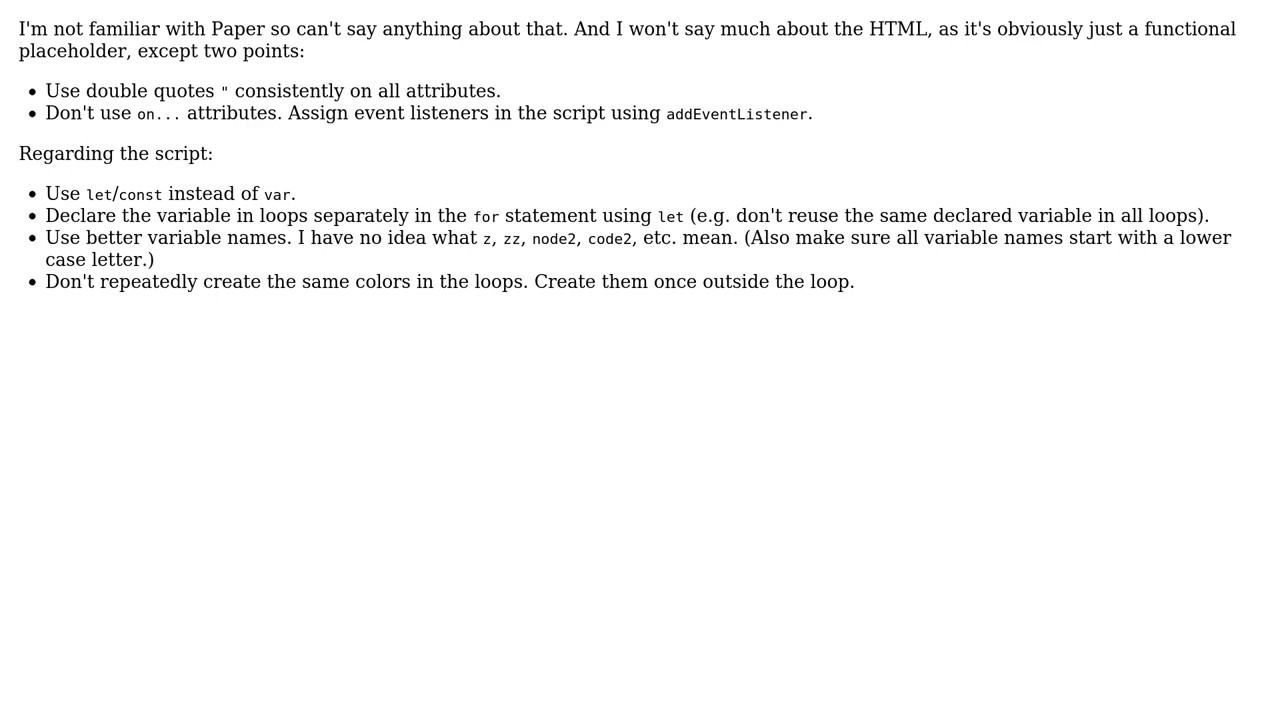 I'm not familiar with Paper so can't say anything about that. And I won't say much about the HTML, as it's obviously just a functional
placeholder, except two points:
• Use double quotes " consistently on all attributes.
• Don't use on... attributes. Assign event listeners in the script using addEventListener.
Regarding the script:
• Use let/const instead of var.
• Declare the variable in loops separately in the for statement using let (e.g. don't reuse the same declared variable in all loops).
• Use better variable names. I have no idea what z, zz, node2, code2, etc. mean. (Also make sure all variable names start with a lower
case letter.)
• Don't repeatedly create the same colors in the loops. Create them once outside the loop.